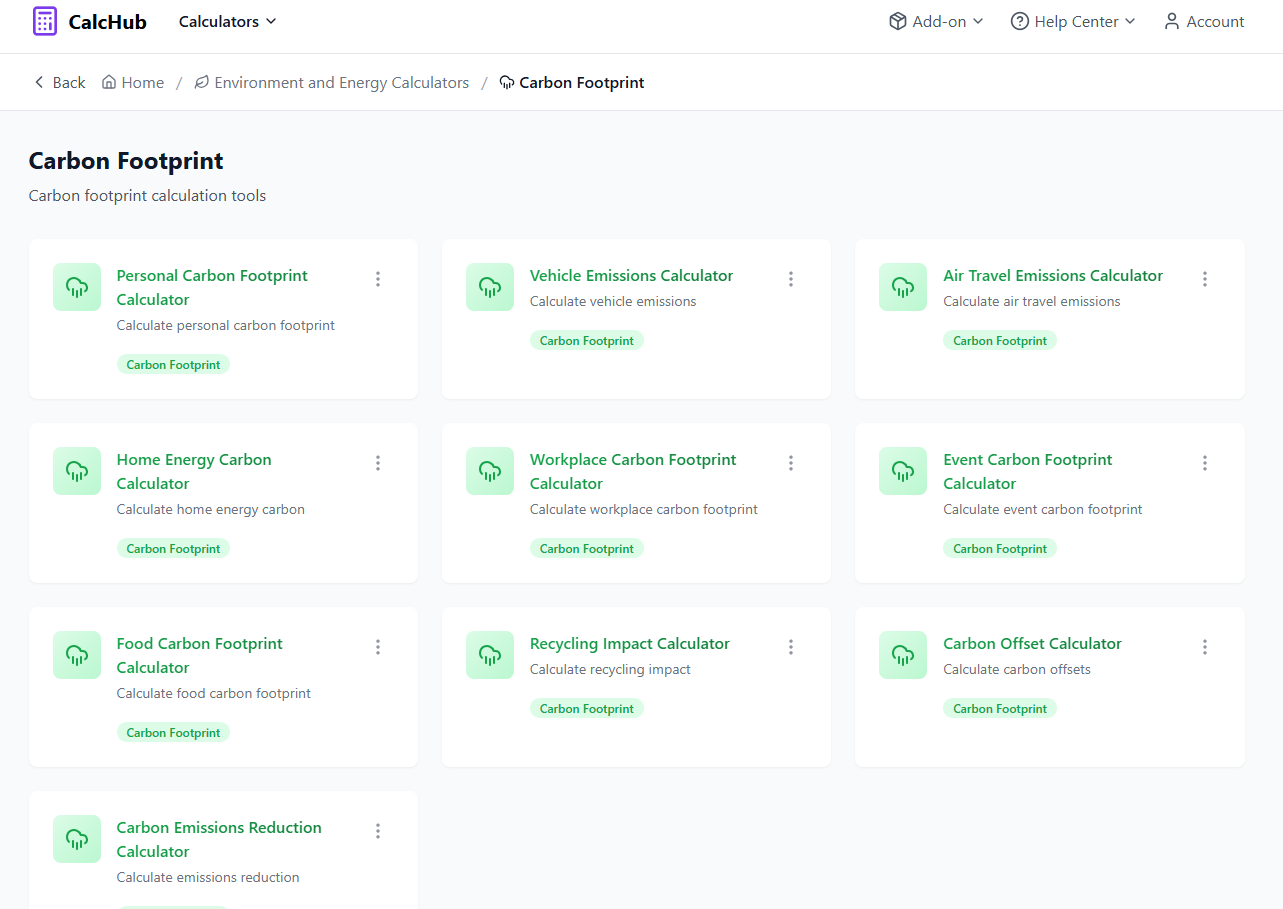 CalcHub
Calculators
Add-on
Help Center
Account
Back
Home / Environment and Energy Calculators / Carbon Footprint
Carbon Footprint
Carbon footprint calculation tools
Personal Carbon Footprint
Calculator
Calculate personal carbon footprint
Carbon Footprint
Vehicle Emissions Calculator
Calculate vehicle emissions
Carbon Footprint
Air Travel Emissions Calculator
Calculate air travel emissions
Carbon Footprint
Home Energy Carbon
Calculator
Calculate home energy carbon
Carbon Footprint
Workplace Carbon Footprint
Calculator
Calculate workplace carbon footprint
Carbon Footprint
Event Carbon Footprint
Calculator
Calculate event carbon footprint
Carbon Footprint
Food Carbon Footprint
Calculator
Calculate food carbon footprint
Carbon Footprint
Recycling Impact Calculator
Calculate recycling impact
Carbon Footprint
Carbon Offset Calculator
Calculate carbon offsets
Carbon Footprint
Carbon Emissions Reduction
Calculator
Calculate emissions reduction